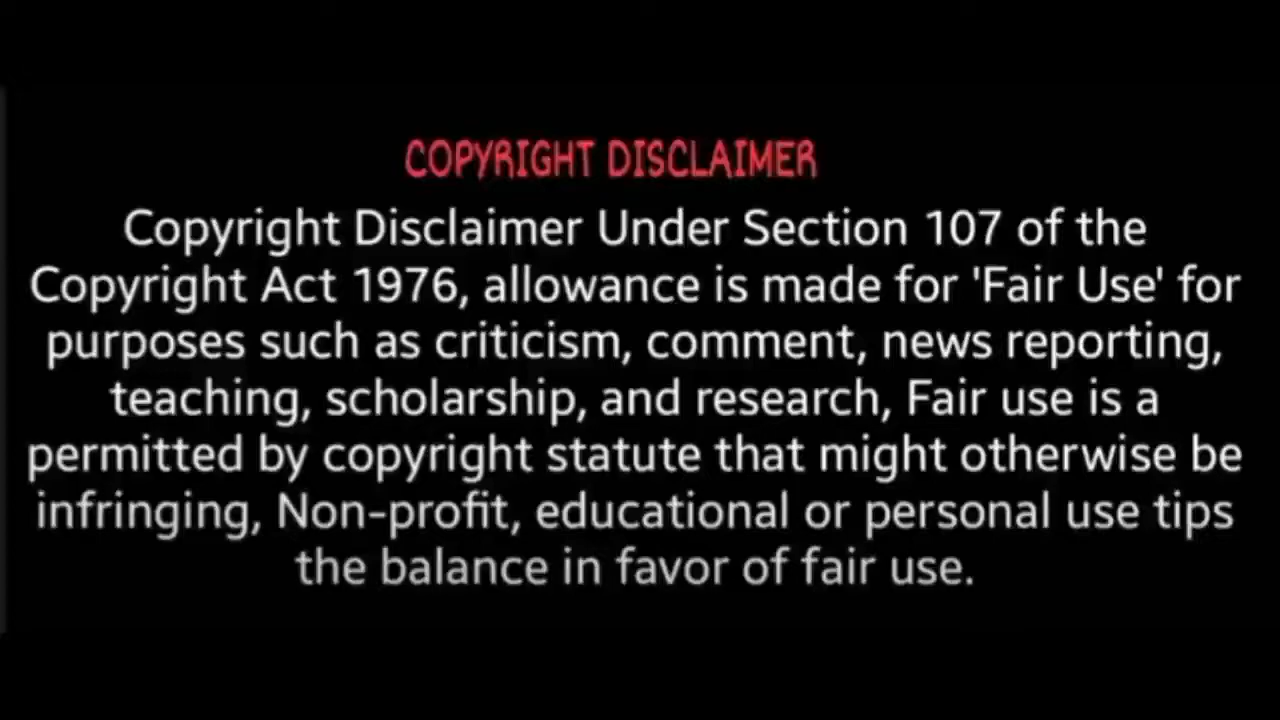 COPYRIGHT DISCLAIMER
Copyright Disclaimer Under Section 107 of the
Copyright Act 1976, allowance is made for 'Fair Use' for
purposes such as criticism, comment, news reporting,
teaching, scholarship, and research, Fair use is a
permitted by copyright statute that might otherwise be
infringing, Non-profit, educational or personal use tips
the balance in favor of fair use.